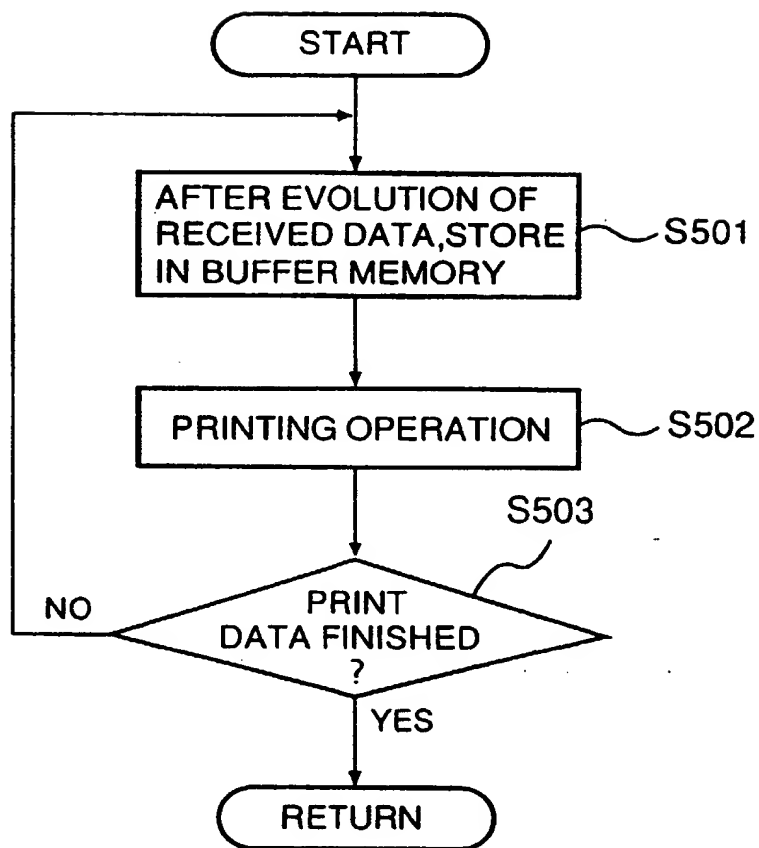 START
AFTER EVOLUTION OF
RECEIVED DATA,STORE
IN BUFFER MEMORY
S501
PRINTING OPERATION
S502
S503
PRINT
DATA FINISHED
?
NO
YES
RETURN